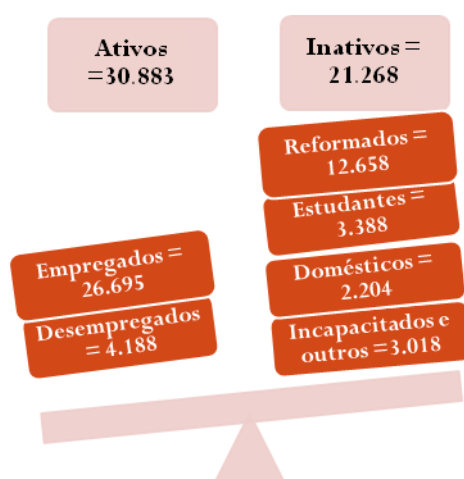 Ativos
=30.883
Inativos =
21.268
Reformados =
12.658
Estudantes =
3.388
Domésticos =
2.204
Incapacitados e
outros =3.018
Empregados =
26.695
Desempregados
= 4.188